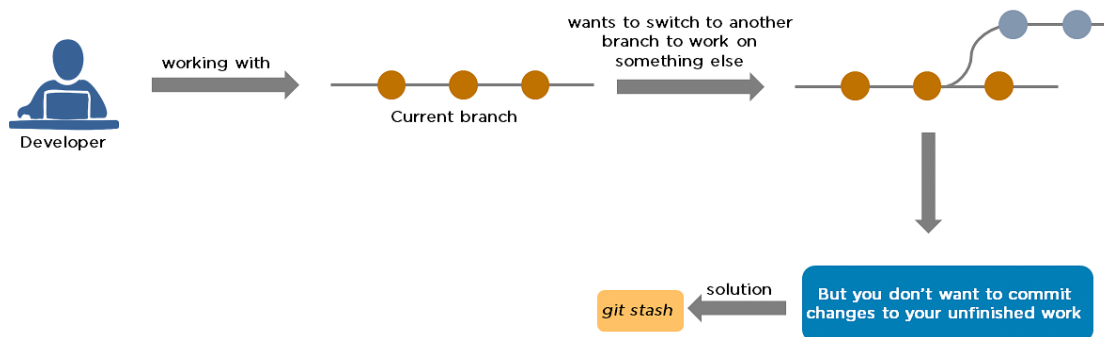 Developer
working with
Current branch
wants to switch to another
branch to work on
something else
But you don't want to commit
changes to your unfinished work
solution
git stash